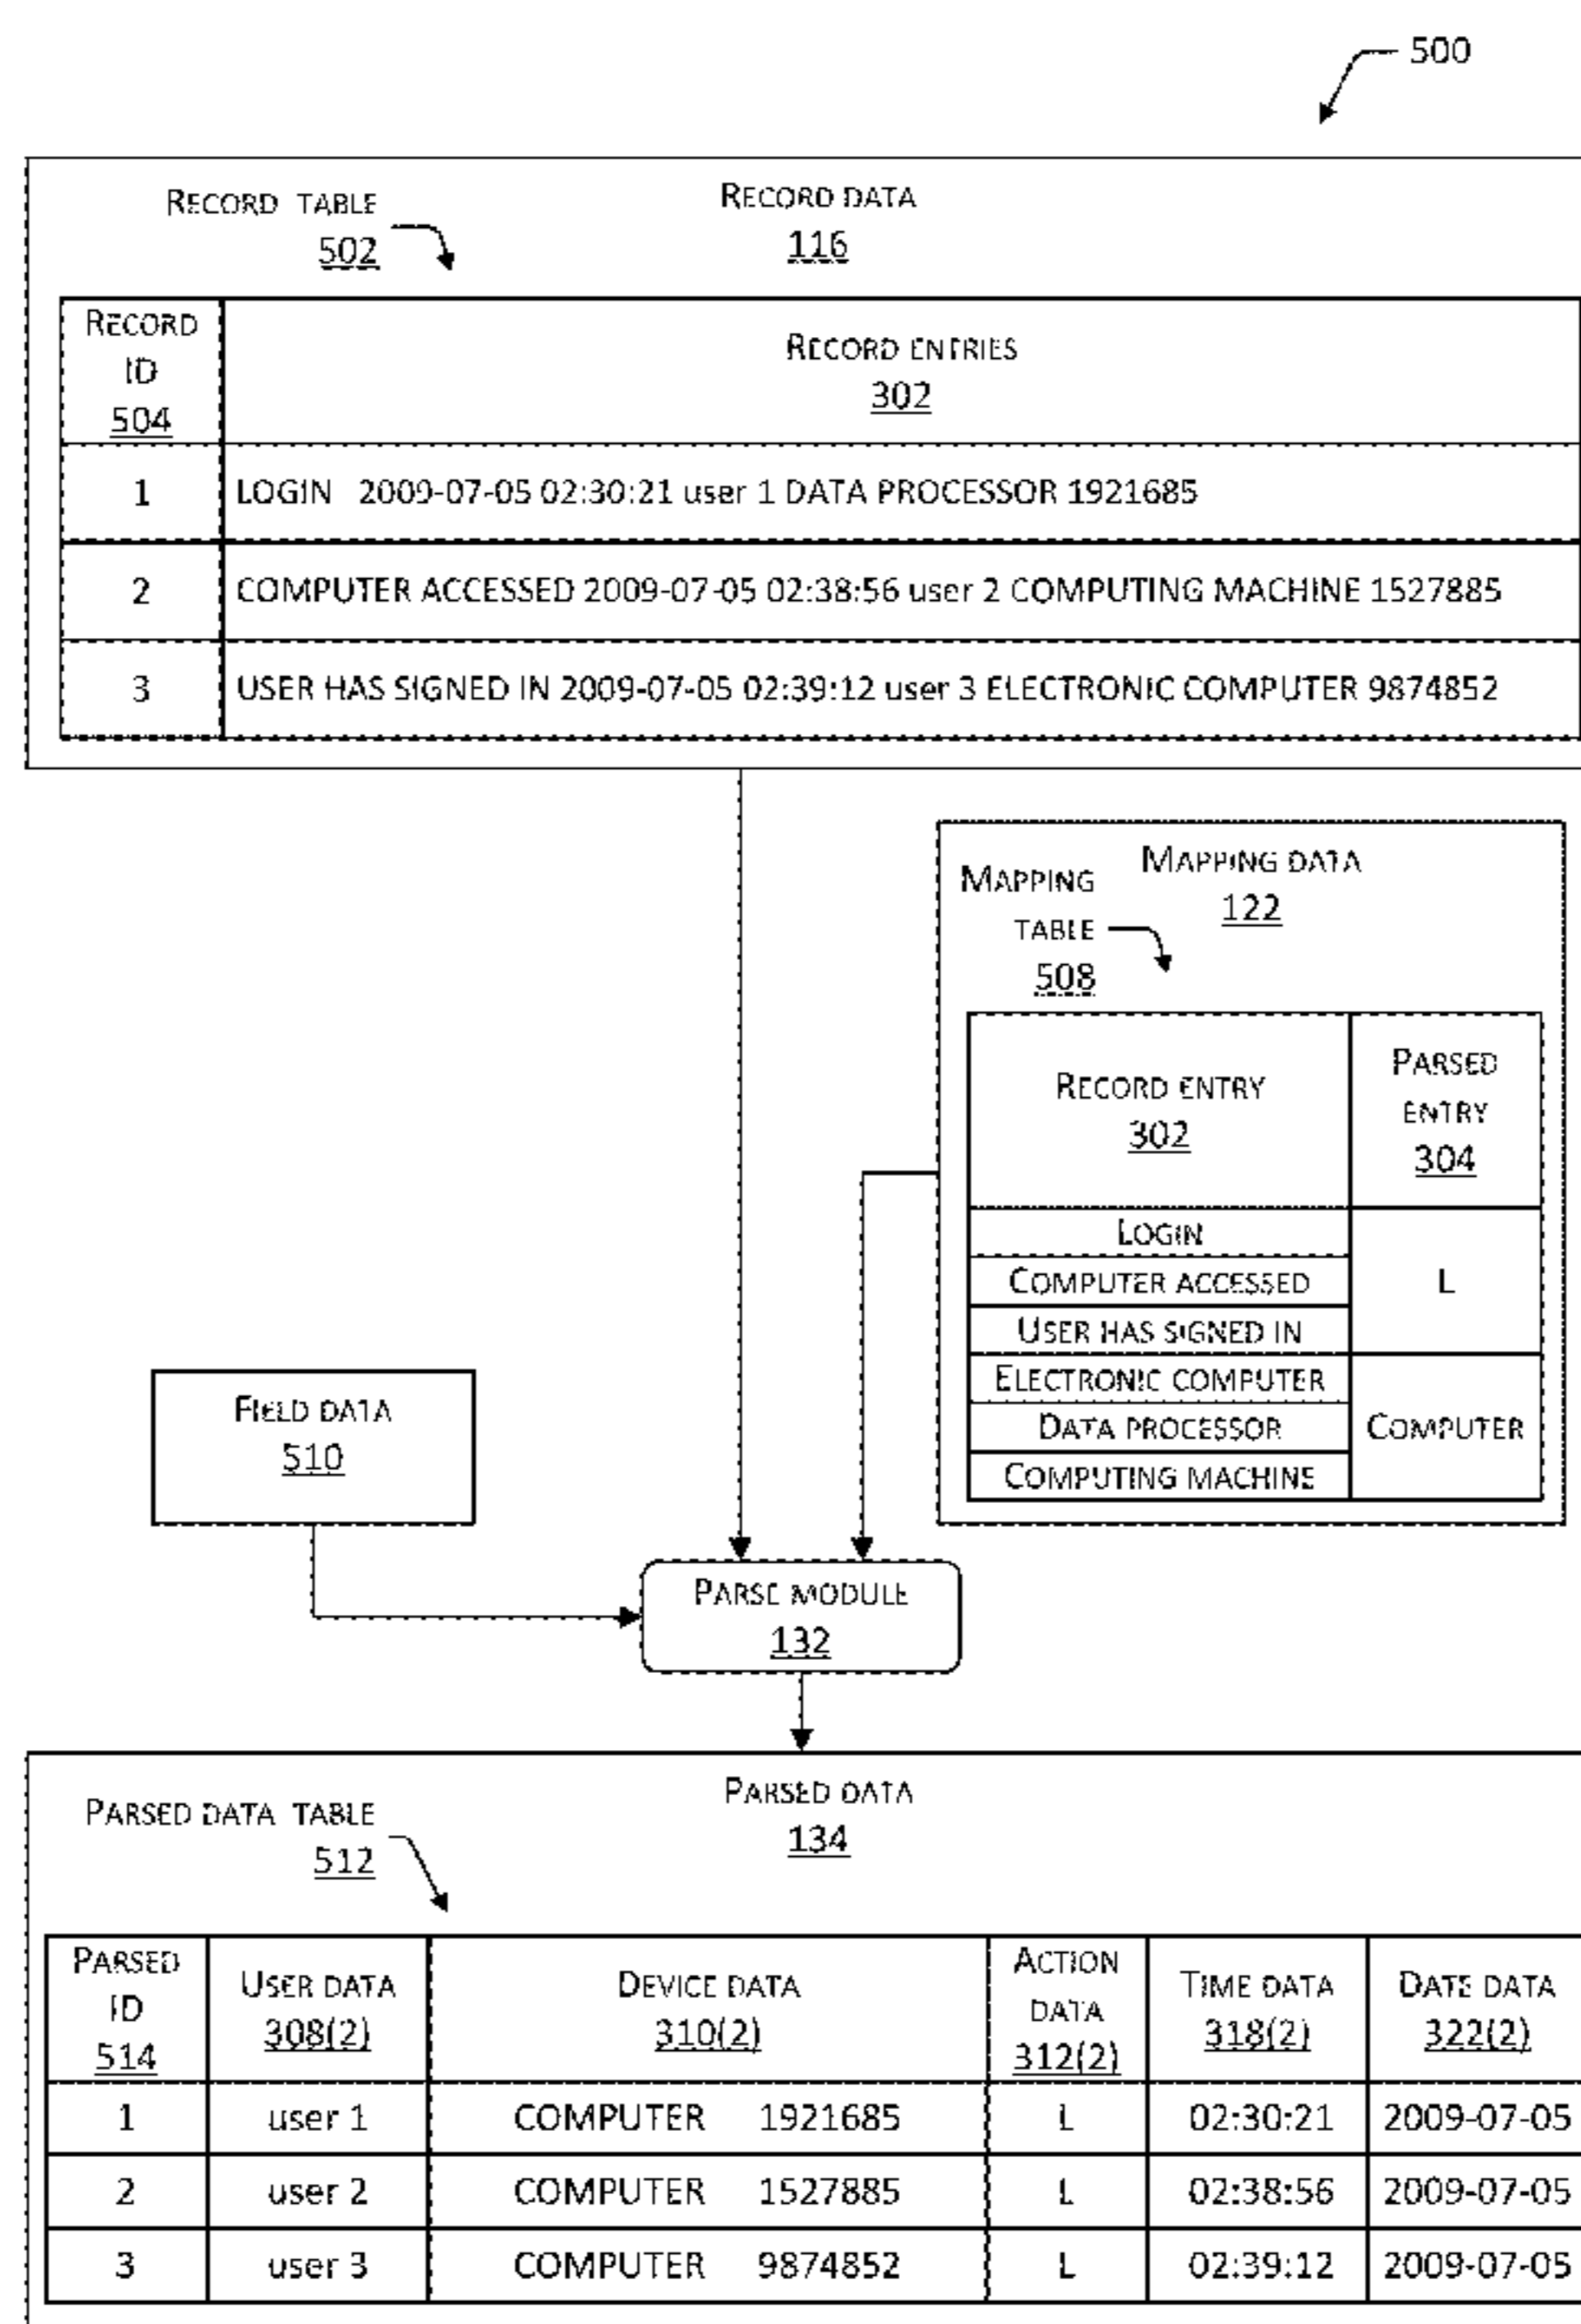 500
RECORD TABLE
502
RECORD DATA
116
RECORD
ID
504
RECORD ENTRIES
302
1
LOGIN 2009-07-05 02:30:21 user 1 DATA PROCESSOR 1921685
2
COMPUTER ACCESSED 2009-07-05 02:38:56 user 2 COMPUTING MACHINE 1527885
3
USER HAS SIGNED IN 2009-07-05 02:39:12 user 3 ELECTRONIC COMPUTER 9874852
MAPPING DATA
122
MAPPING
TABLE
508
RECORD ENTRY
302
PARSED
ENTRY
304
LOGIN
COMPUTER ACCESSED
USER HAS SIGNED IN
L
ELECTRONIC COMPUTER
DATA PROCESSOR
COMPUTING MACHINE
COMPUTER
FIELD DATA
510
PARSE MODULE
132
PARSED DATA TABLE
512
PARSED DATA
134
PARSED
ID
514
USER DATA
308(2)
DEVICE DATA
310(2)
ACTION
DATA
312(2)
TIME DATA
318(2)
DATE DATA
322(2)
1 user 1 COMPUTER 1921685 L 02:30:21 2009-07-05
2 user 2 COMPUTER 1527885 L 02:38:56 2009-07-05
3 user 3 COMPUTER 9874852 L 02:39:12 2009-07-05